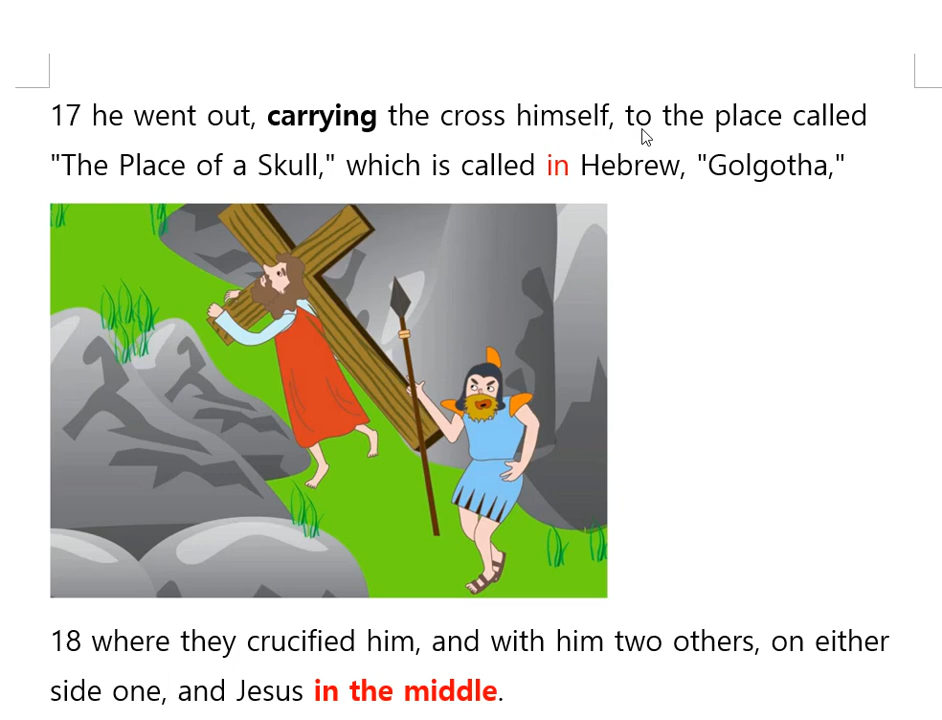 17 he went out, carrying the cross himself, to the place called
"The Place of a Skull," which is called in Hebrew, "Golgotha,"
18 where they crucified him, and with him two others, on either
side one, and Jesus in the middle.